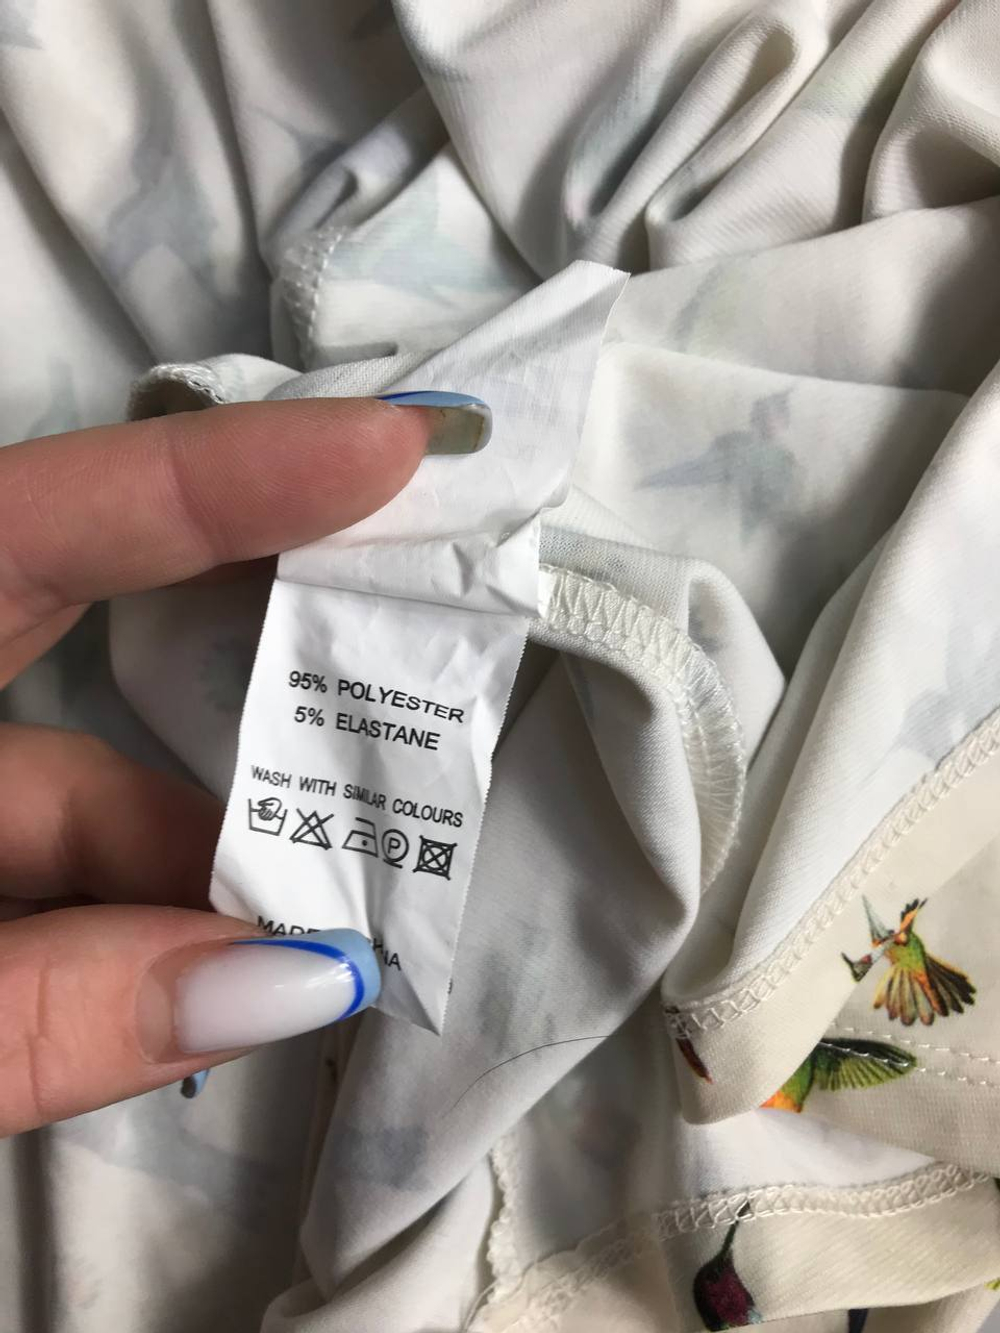 95% POLYESTER
5% ELASTANE
WASH WITH SIMILAR COLOURS
P